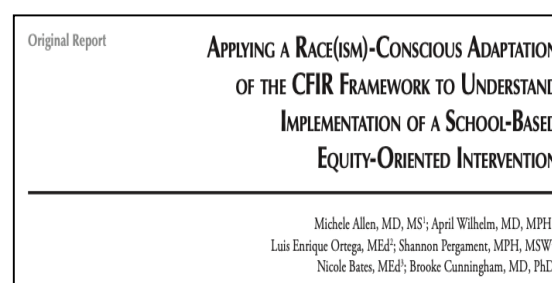 Original Report
APPLYING A RACE(ISM)-CONSCIOUS ADAPTATION
OF THE CFIR FRAMEWORK TO UNDERSTAND
IMPLEMENTATION OF A SCHOOL-BASED
EQUITY-ORIENTED INTERVENTION
Michele Allen, MD, MS¹; April Wilhelm, MD, MPH
Luis Enrique Ortega, MEd²; Shannon Pergament, MPH, MSW
Nicole Bates, MEd³; Brooke Cunningham, MD, PhD